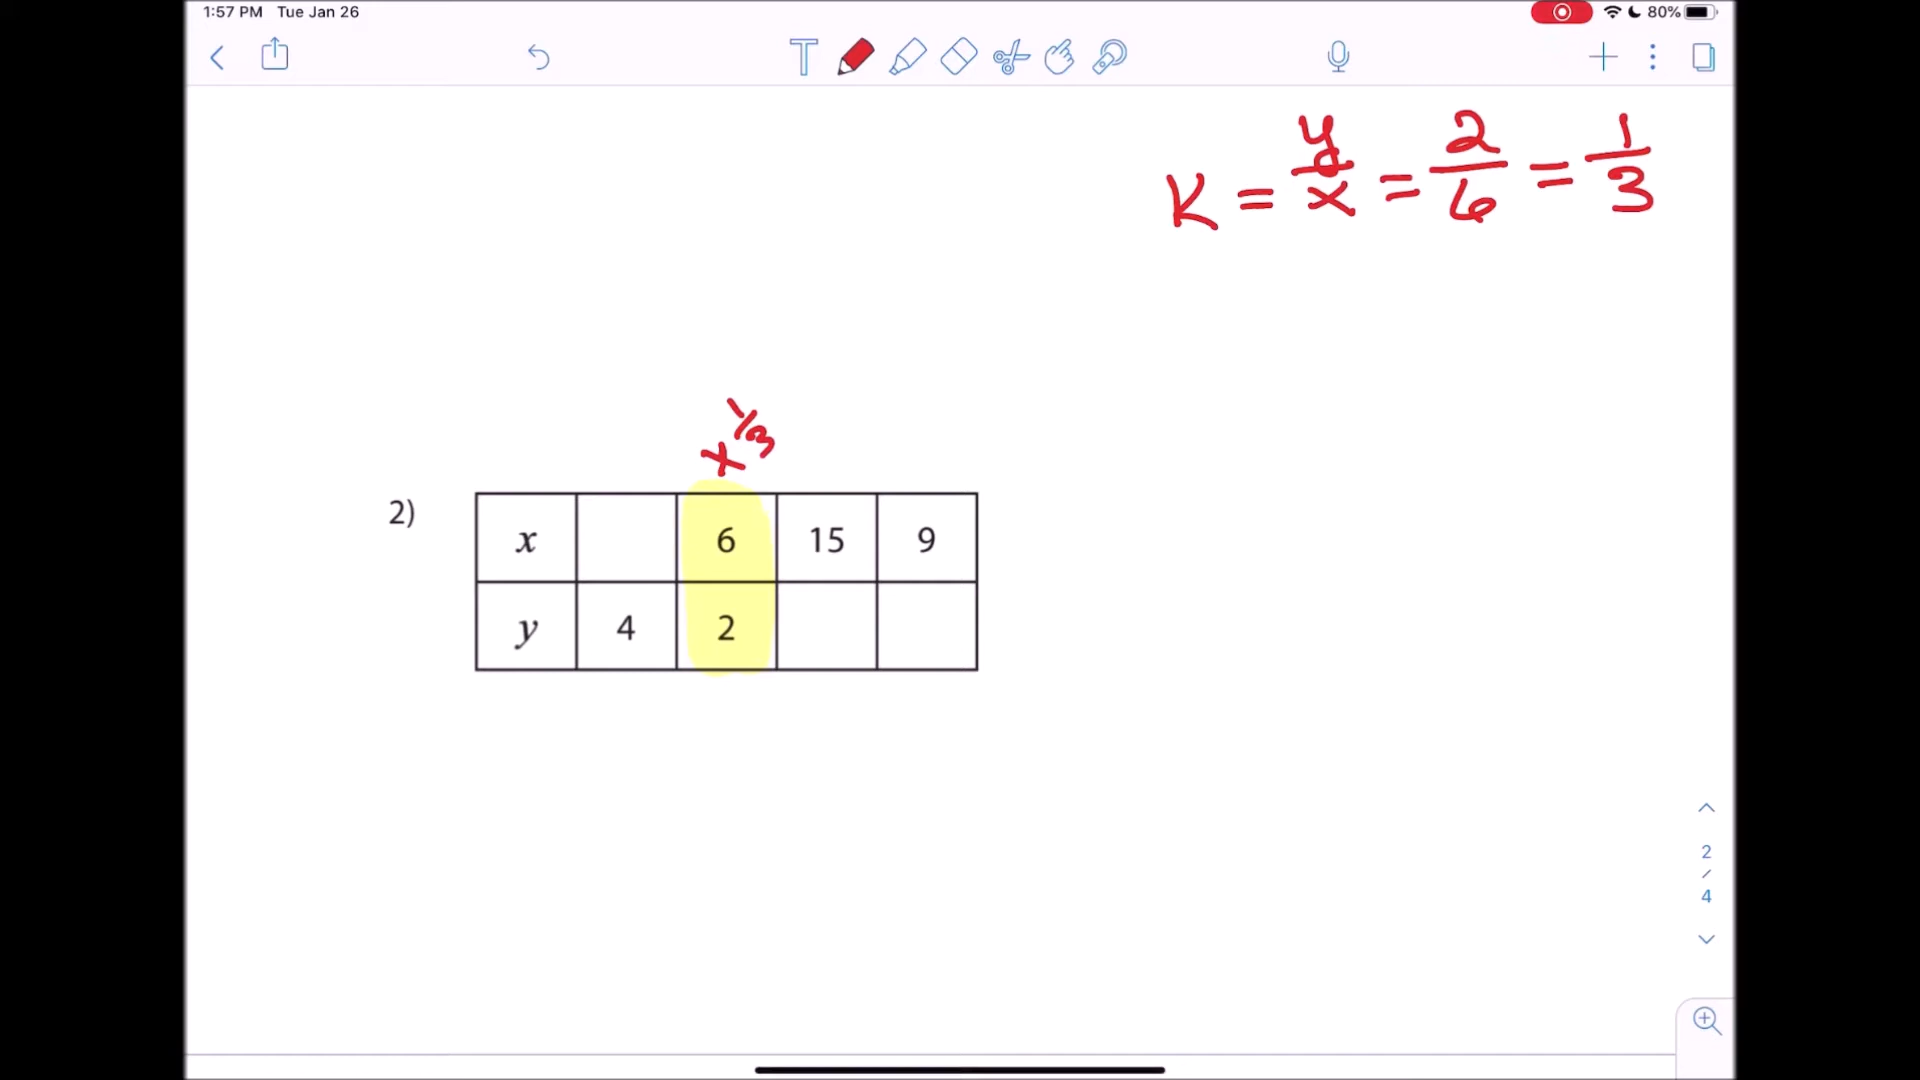 1:57 PM Tue Jan 26
80%
T
K = y/x = 2/6 = 1/3
x 1/3
2)
x 6 15 9
y 4 2
2
/
4